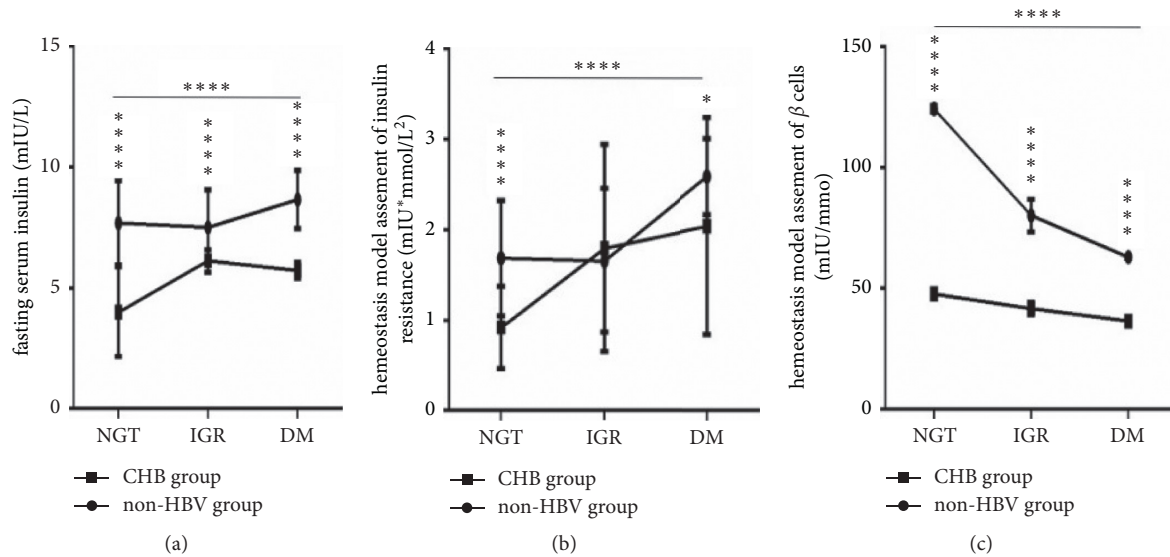 fasting serum insulin (mIU/L)
15
10
5
0
****
****
****
****
NGT
IGR
DM
CHB group
non-HBV group
(a)
hemeostasis model assement of insulin
resistance (mIU*mmol/L²)
4
3
2
1
0
****
****
*
NGT
IGR
DM
CHB group
non-HBV group
(b)
hemeostasis model assement of β cells
(mIU/mmo)
150
100
50
0
****
****
****
****
NGT
IGR
DM
CHB group
non-HBV group
(c)